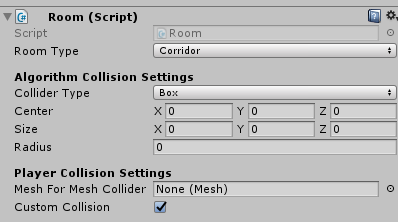 Room (Script)
Script Room
Room Type Corridor
Algorithm Collision Settings
Collider Type Box
Center X 0 Y 0 Z 0
Size X 0 Y 0 Z 0
Radius 0
Player Collision Settings
Mesh For Mesh Collider None (Mesh)
Custom Collision